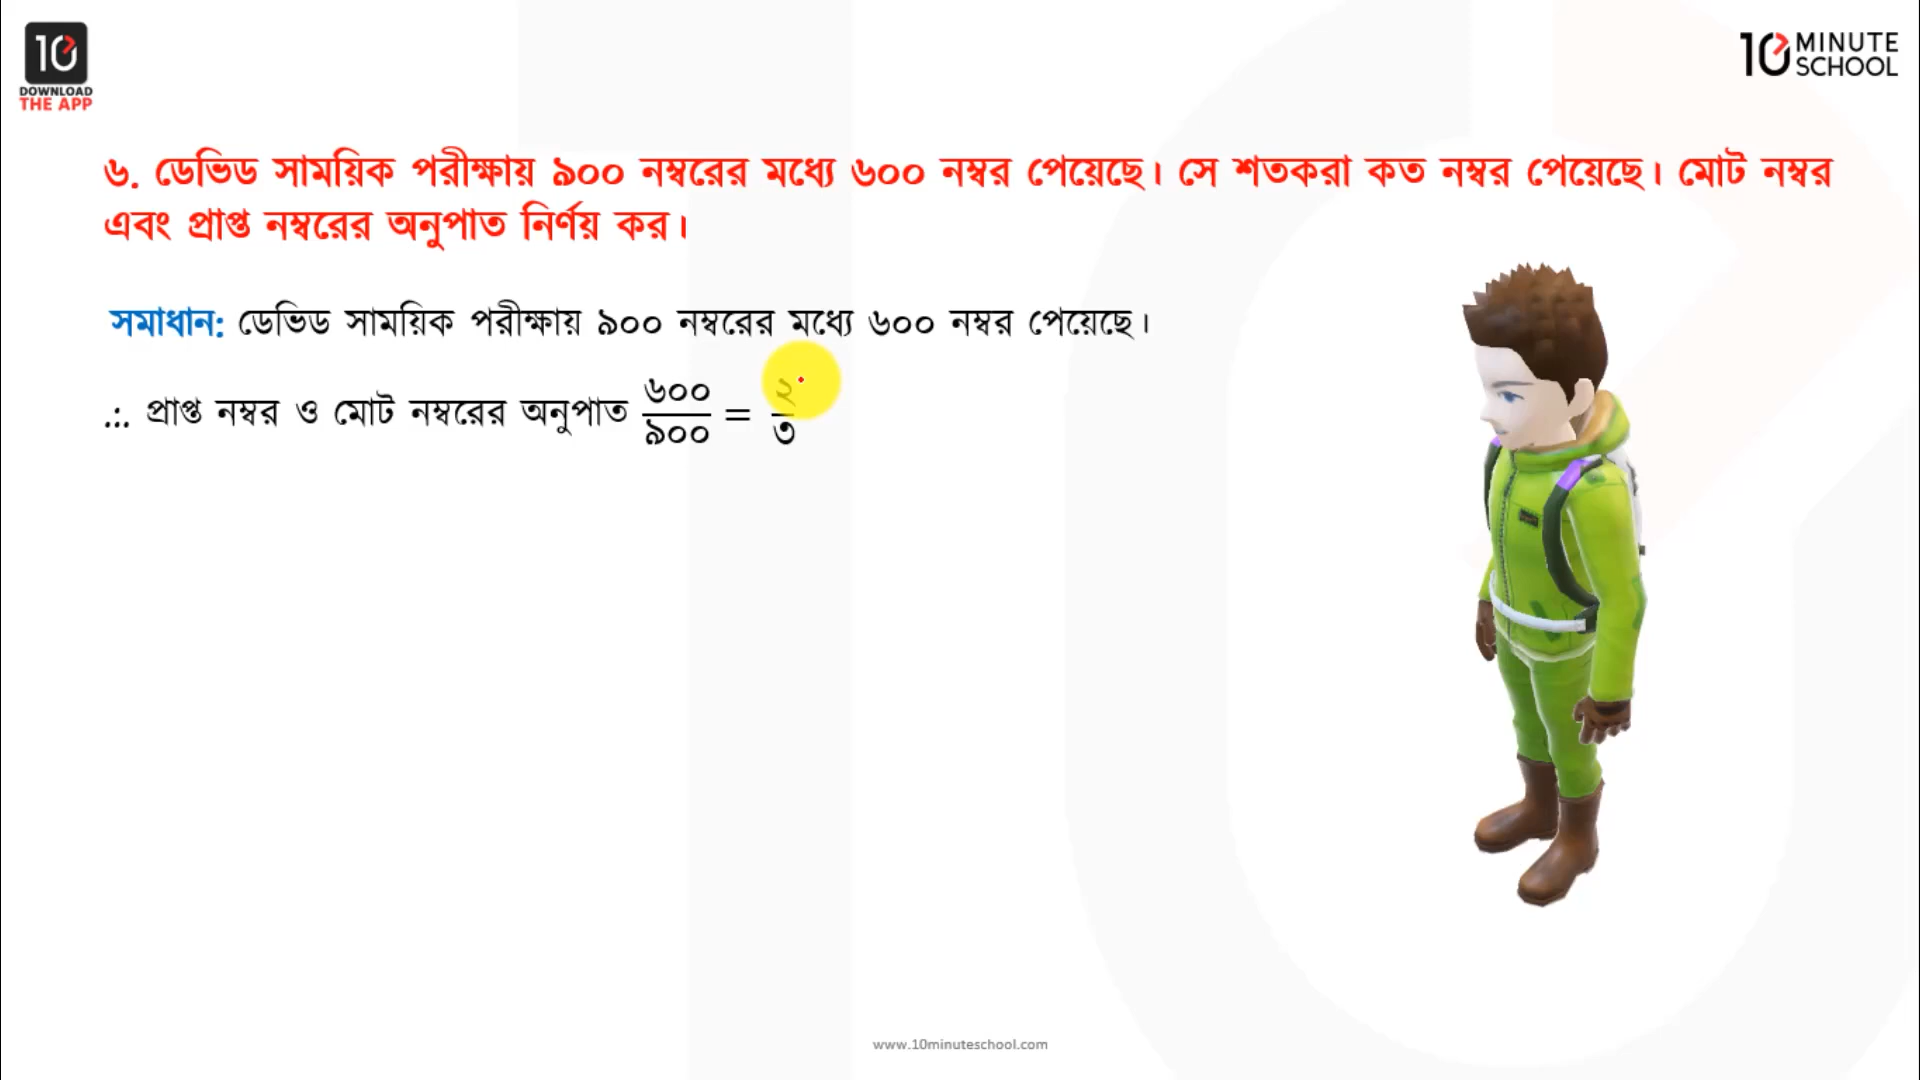 10
DOWNLOAD
THE APP
10 MINUTE
SCHOOL
৬. ডেভিড সাময়িক পরীক্ষায় ৯০০ নম্বরের মধ্যে ৬০০ নম্বর পেয়েছে। সে শতকরা কত নম্বর পেয়েছে। মোট নম্বর
এবং প্রাপ্ত নম্বরের অনুপাত নির্ণয় কর।
সমাধান: ডেভিড সাময়িক পরীক্ষায় ৯০০ নম্বরের মধ্যে ৬০০ নম্বর পেয়েছে।
∴ প্রাপ্ত নম্বর ও মোট নম্বরের অনুপাত ৬০০/৯০০ = ২/৩
www.10minuteschool.com